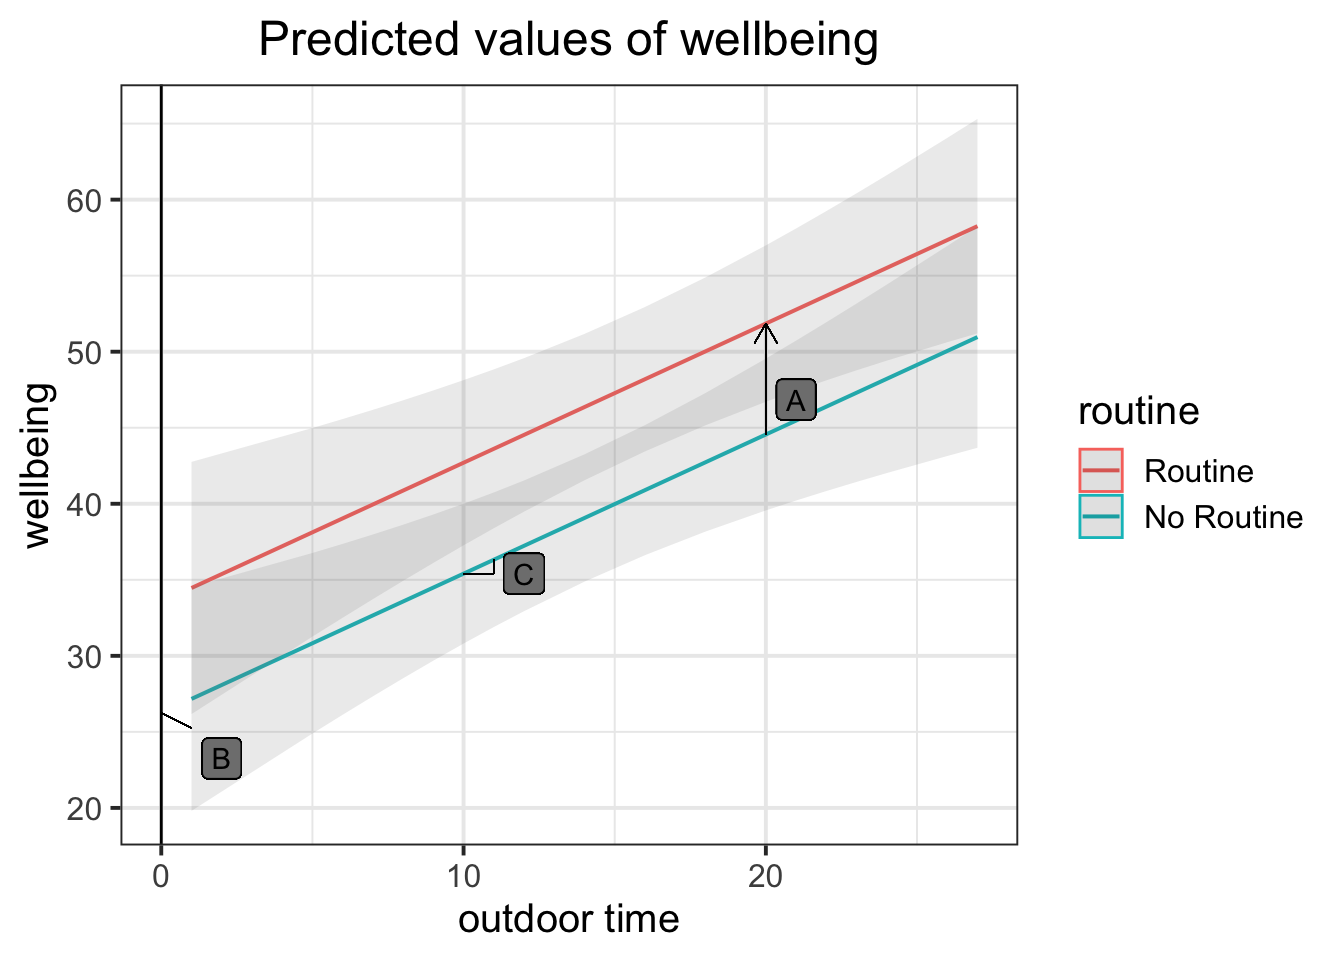 Predicted values of wellbeing
wellbeing
60
50
40
30
20
A
C
B
0 10 20
outdoor time
routine
Routine
No Routine